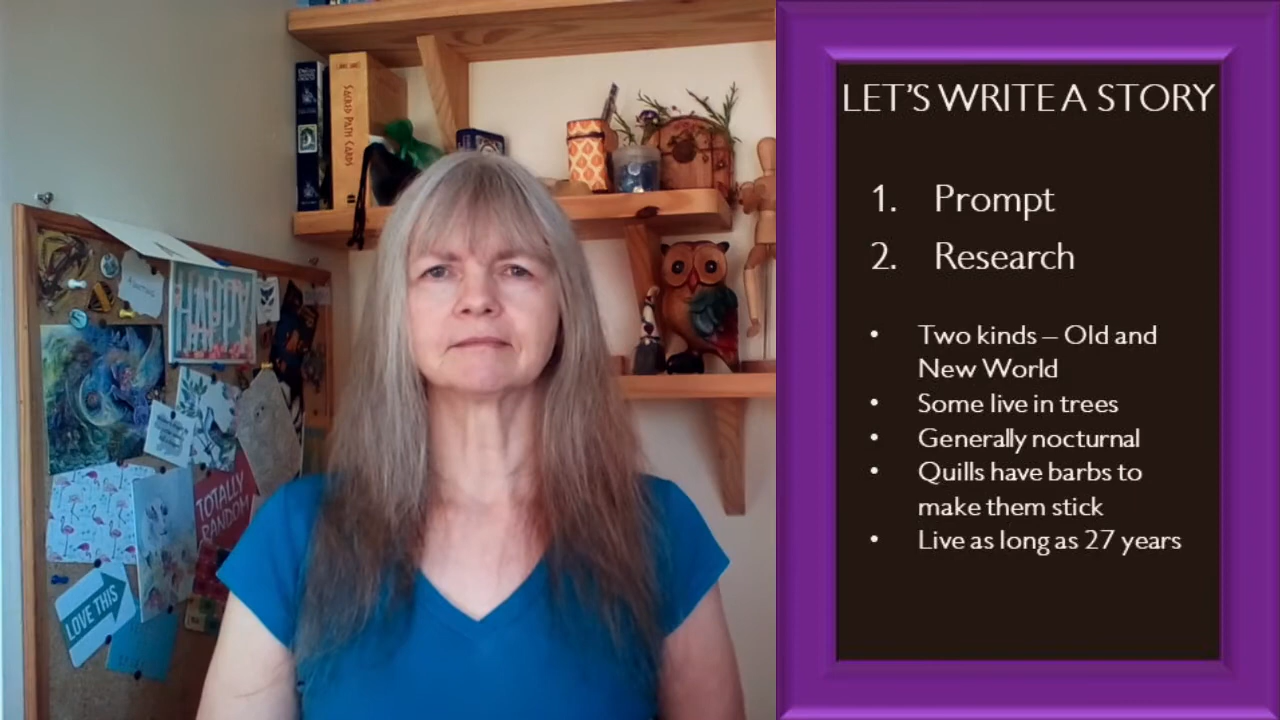 LET'S WRITE A STORY
1. Prompt
2. Research
• Two kinds – Old and
New World
• Some live in trees
• Generally nocturnal
• Quills have barbs to
make them stick
• Live as long as 27 years
SACRED PATH CARDS
HAPPY
TOTALLY
RANDOM
LOVE THIS